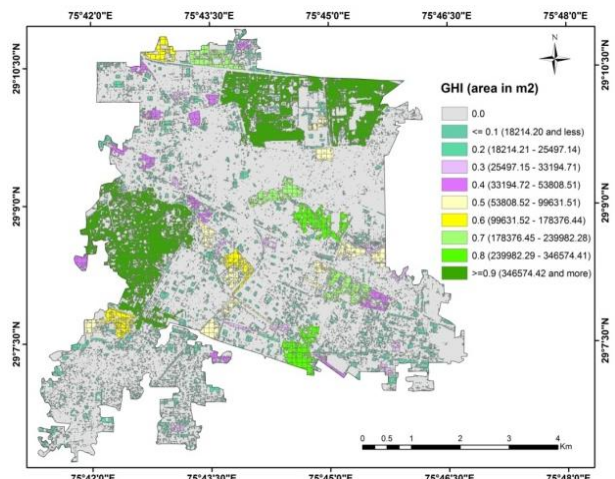 75°42'0"E 75°43'30"E 75°45'0"E 75°46'30"E 75°48'0"E
29°10'30"N
29°9'0"N
29°7'30"N
29°10'30"N
29°9'0"N
29°7'30"N
N
GHI (area in m2)
0.0
<= 0.1 (18214.20 and less)
0.2 (18214.21 - 25497.14)
0.3 (25497.15 - 33194.71)
0.4 (33194.72 - 53808.51)
0.5 (53808.52 - 99631.51)
0.6 (99631.52 - 178376.44)
0.7 (178376.45 - 239982.28)
0.8 (239982.29 - 346574.41)
>=0.9 (346574.42 and more)
0 0.5 1 2 3 4
Km
75°42'0"E 75°43'30"E 75°45'0"E 75°46'30"E 75°48'0"E